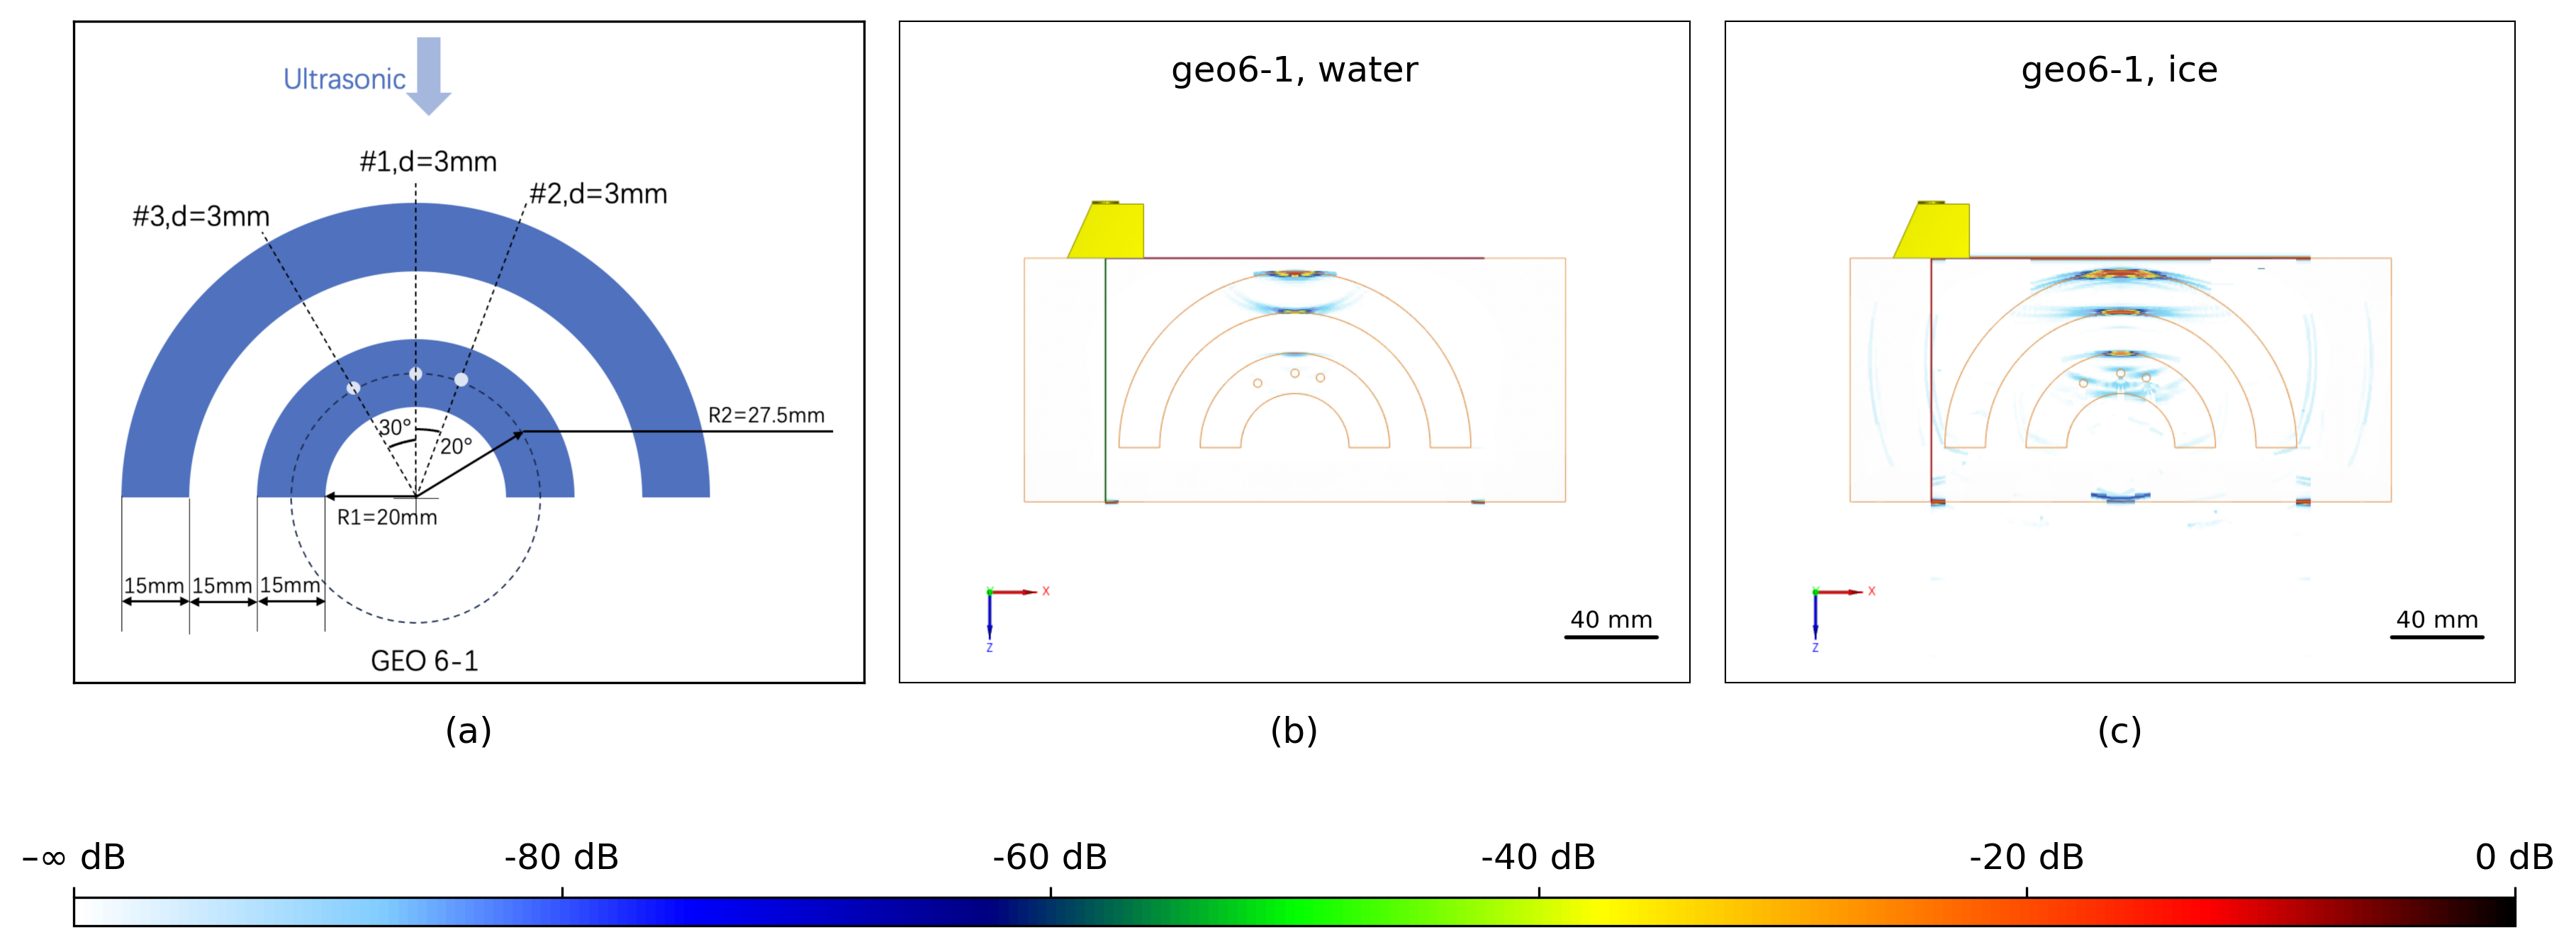 Ultrasonic
#1,d=3mm
#2,d=3mm
#3,d=3mm
30°
20°
R2=27.5mm
R1=20mm
15mm 15mm 15mm
GEO 6-1
(a)
geo6-1, water
X
Z
40 mm
(b)
geo6-1, ice
X
Z
40 mm
(c)
–∞ dB -80 dB -60 dB -40 dB -20 dB 0 dB